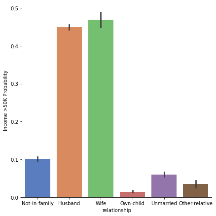 0.5
0.4
0.3
0.2
0.1
0.0
Income >50K Probability
Not-in-family Husband Wife Own-child Unmarried Other-relative
relationship